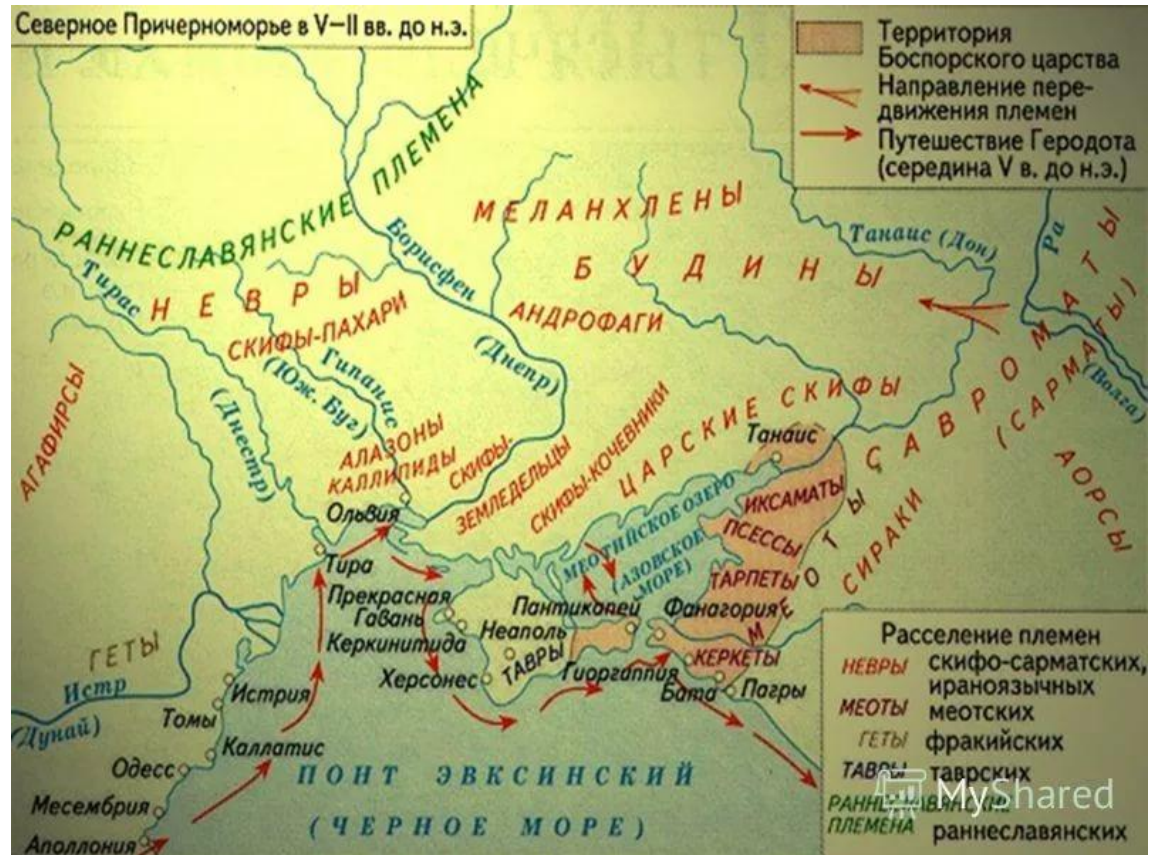 Северное Причерноморье в V–II вв. до н.э.
Территория
Боспорского царства
Направление пере-
движения племен
Путешествие Геродота
(середина V в. до н.э.)
РАННЕСЛАВЯНСКИЕ ПЛЕМЕНА
МЕЛАНХЛЕНЫ
БУДИНЫ
АНДРОФАГИ
НЕВРЫ
СКИФЫ-ПАХАРИ
АГАФИРСЫ
Тирас
(Днестр)
Гипанис
(Юж. Буг)
Борисфен
(Днепр)
Танаис (Дон)
Ра
(Волга)
САВРОМАТЫ
(САРМАТЫ)
АОРСЫ
СИРАКИ
АЛАЗОНЫ
КАЛЛИПИДЫ
СКИФЫ-
ЗЕМЛЕДЕЛЬЦЫ
СКИФЫ-КОЧЕВНИКИ
ЦАРСКИЕ СКИФЫ
Танаис
ИКСАМАТЫ
ПСЕССЫ
ТАРПЕТЫ
МЕОТЫ
КЕРКЕТЫ
МЕОТИЙСКОЕ ОЗЕРО
(АЗОВСКОЕ
МОРЕ)
Ольвия
Тира
Прекрасная
Гавань
Керкинитида
Неаполь
Херсонес
ТАВРЫ
Пантикапей
Фанагория
Гиоргаппия
Бата
Пагры
ГЕТЫ
Истр
(Дунай)
Истрия
Томы
Каллатис
Одесс
Месембрия
Аполлония
ПОНТ ЭВКСИНСКИЙ
(ЧЕРНОЕ МОРЕ)
Расселение племен
НЕВРЫ скифо-сарматских,
ираноязычных
МЕОТЫ меотских
ГЕТЫ фракийских
ТАВРЫ таврских
РАННЕСЛАВЯНСКИЕ
ПЛЕМЕНА раннеславянских
MyShared